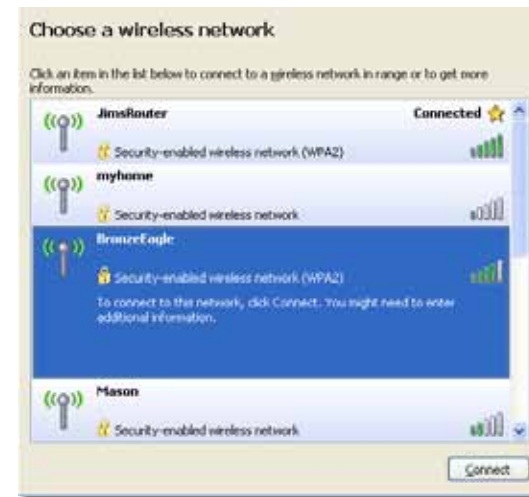 Choose a wireless network
Click an item in the list below to connect to a wireless network in range or to get more
information.
JimsRouter Connected
Security-enabled wireless network (WPA2)
myhome
Security-enabled wireless network
BronzeEagle
Security-enabled wireless network (WPA2)
To connect to this network, click Connect. You might need to enter
additional information.
Mason
Security-enabled wireless network
Connect